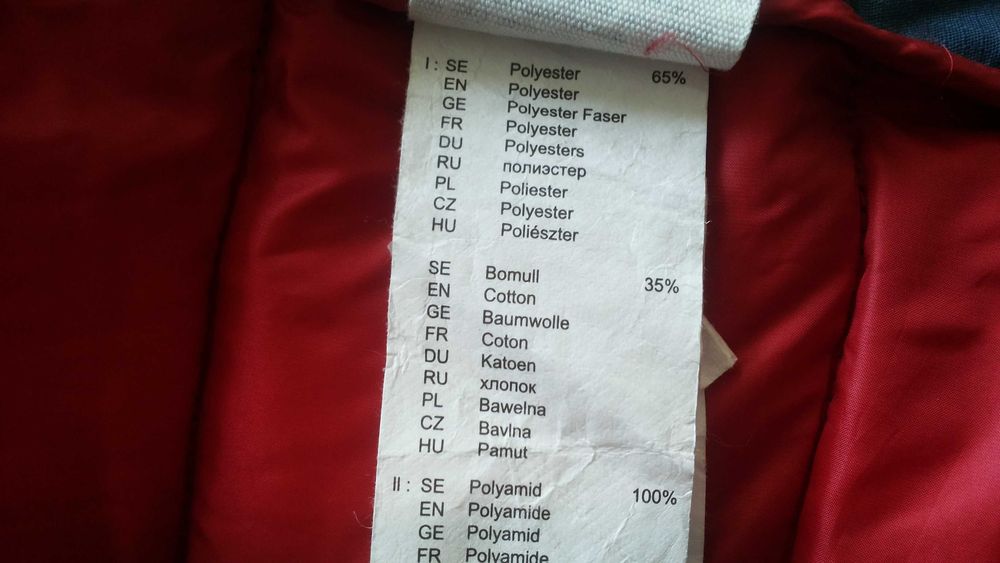 I : SE Polyester 65%
EN Polyester
GE Polyester Faser
FR Polyester
DU Polyesters
RU полиэстер
PL Poliester
CZ Polyester
HU Poliészter
SE Bomull 35%
EN Cotton
GE Baumwolle
FR Coton
DU Katoen
RU хлопок
PL Bawelna
CZ Bavlna
HU Pamut
II : SE Polyamid 100%
EN Polyamide
GE Polyamid
FR Polyamide